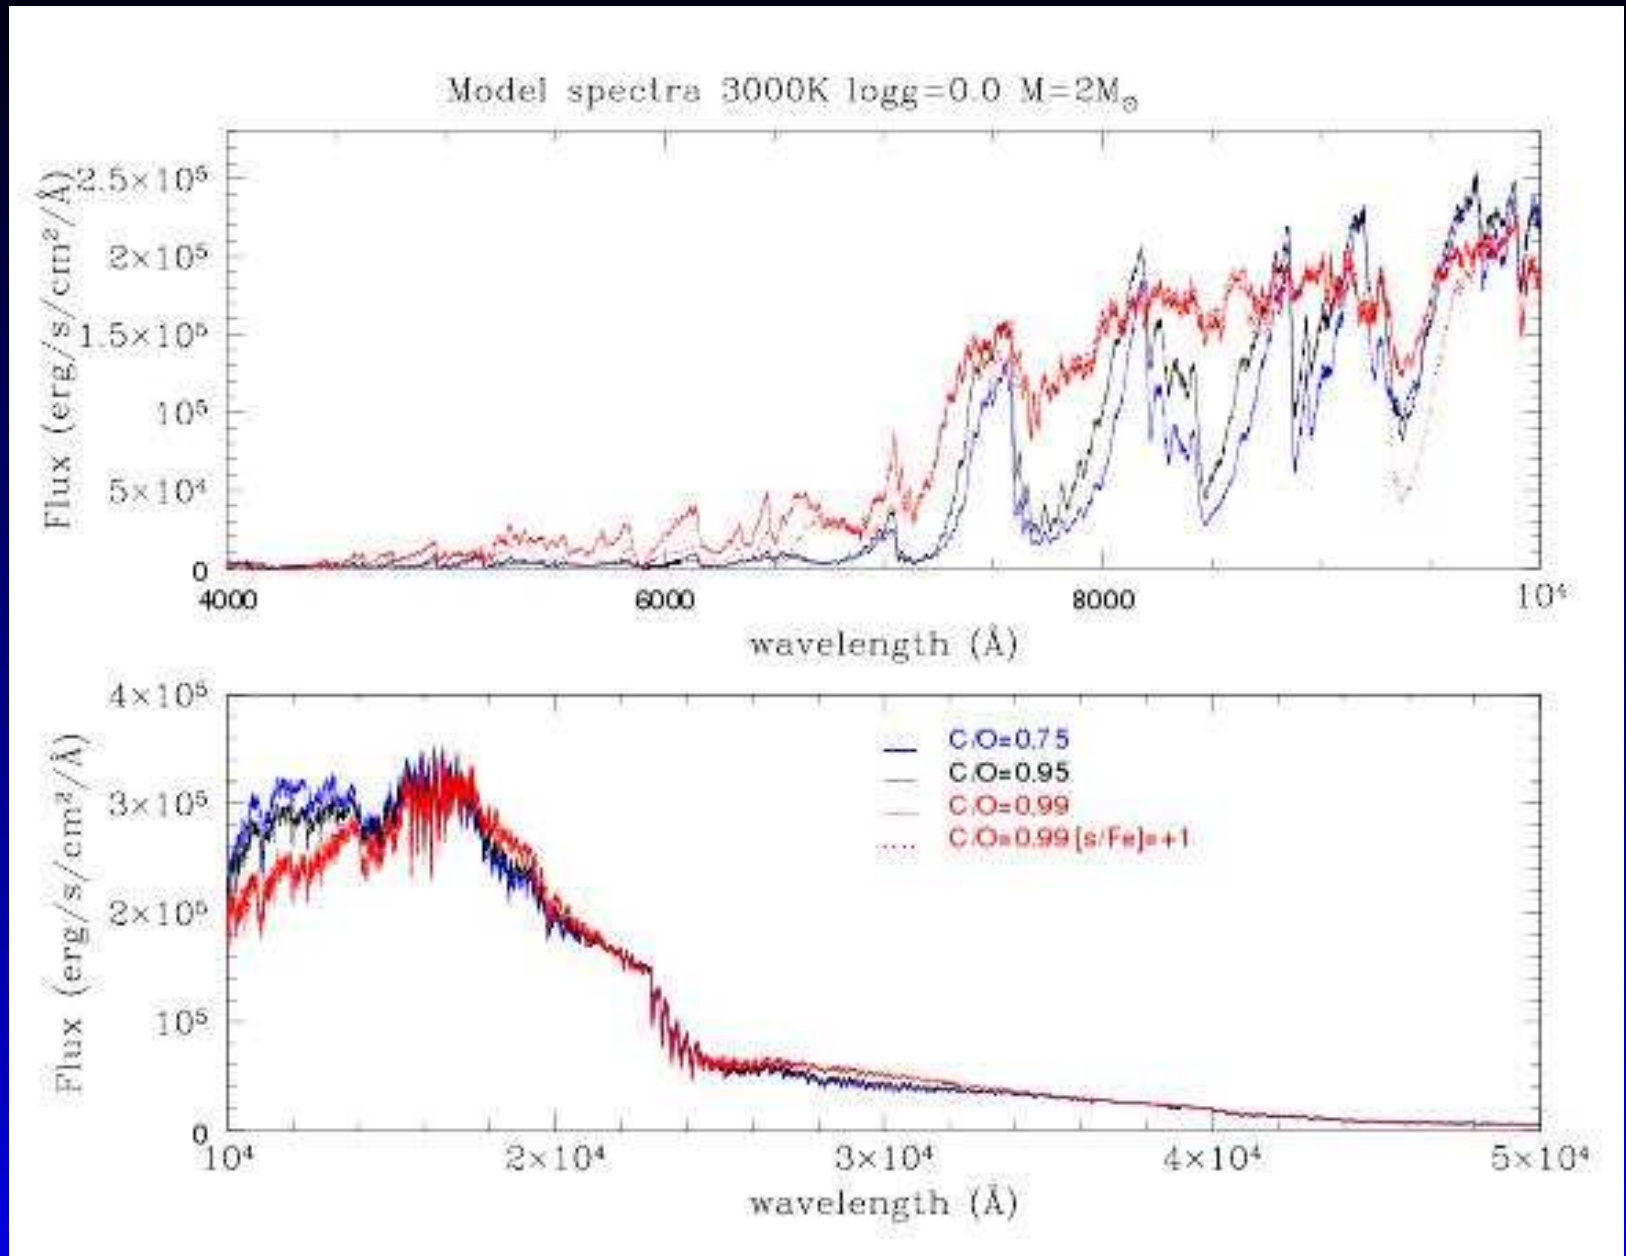 Model spectra 3000K logg=0.0 M=2M☉
Flux (erg/s/cm²/Å)
2.5×10⁵
2×10⁵
1.5×10⁵
10⁵
5×10⁴
0
4000 6000 8000 10⁴
wavelength (Å)
Flux (erg/s/cm²/Å)
4×10⁵
3×10⁵
2×10⁵
10⁵
0
C/O=0.75
C/O=0.95
C/O=0.99
C/O=0.99 [s/Fe]=+1
10⁴ 2×10⁴ 3×10⁴ 4×10⁴ 5×10⁴
wavelength (Å)